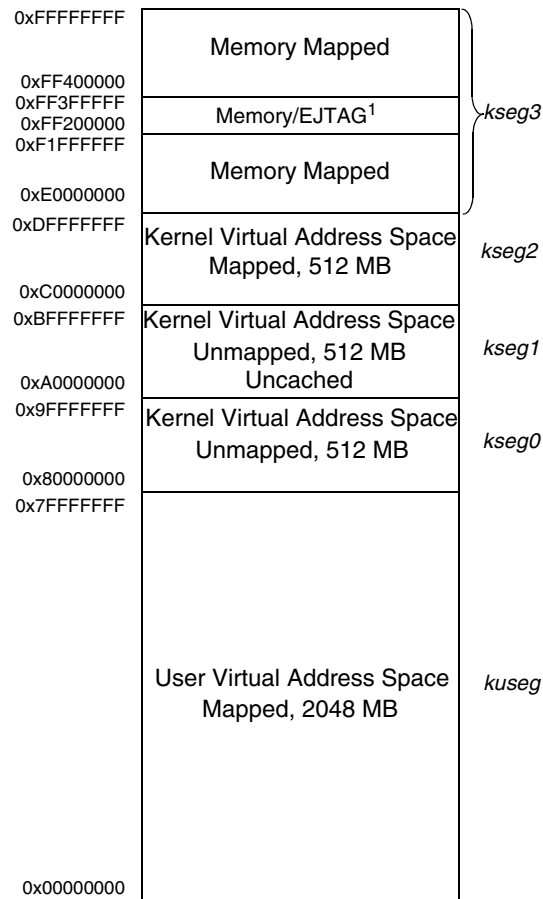 0xFFFFFFFF
Memory Mapped
0xFF400000
0xFF3FFFFF
Memory/EJTAG1
kseg3
0xFF200000
0xF1FFFFFF
Memory Mapped
0xE0000000
0xDFFFFFFF
Kernel Virtual Address Space
Mapped, 512 MB
kseg2
0xC0000000
0xBFFFFFFF
Kernel Virtual Address Space
Unmapped, 512 MB
Uncached
kseg1
0xA0000000
0x9FFFFFFF
Kernel Virtual Address Space
Unmapped, 512 MB
kseg0
0x80000000
0x7FFFFFFF
User Virtual Address Space
Mapped, 2048 MB
kuseg
0x00000000